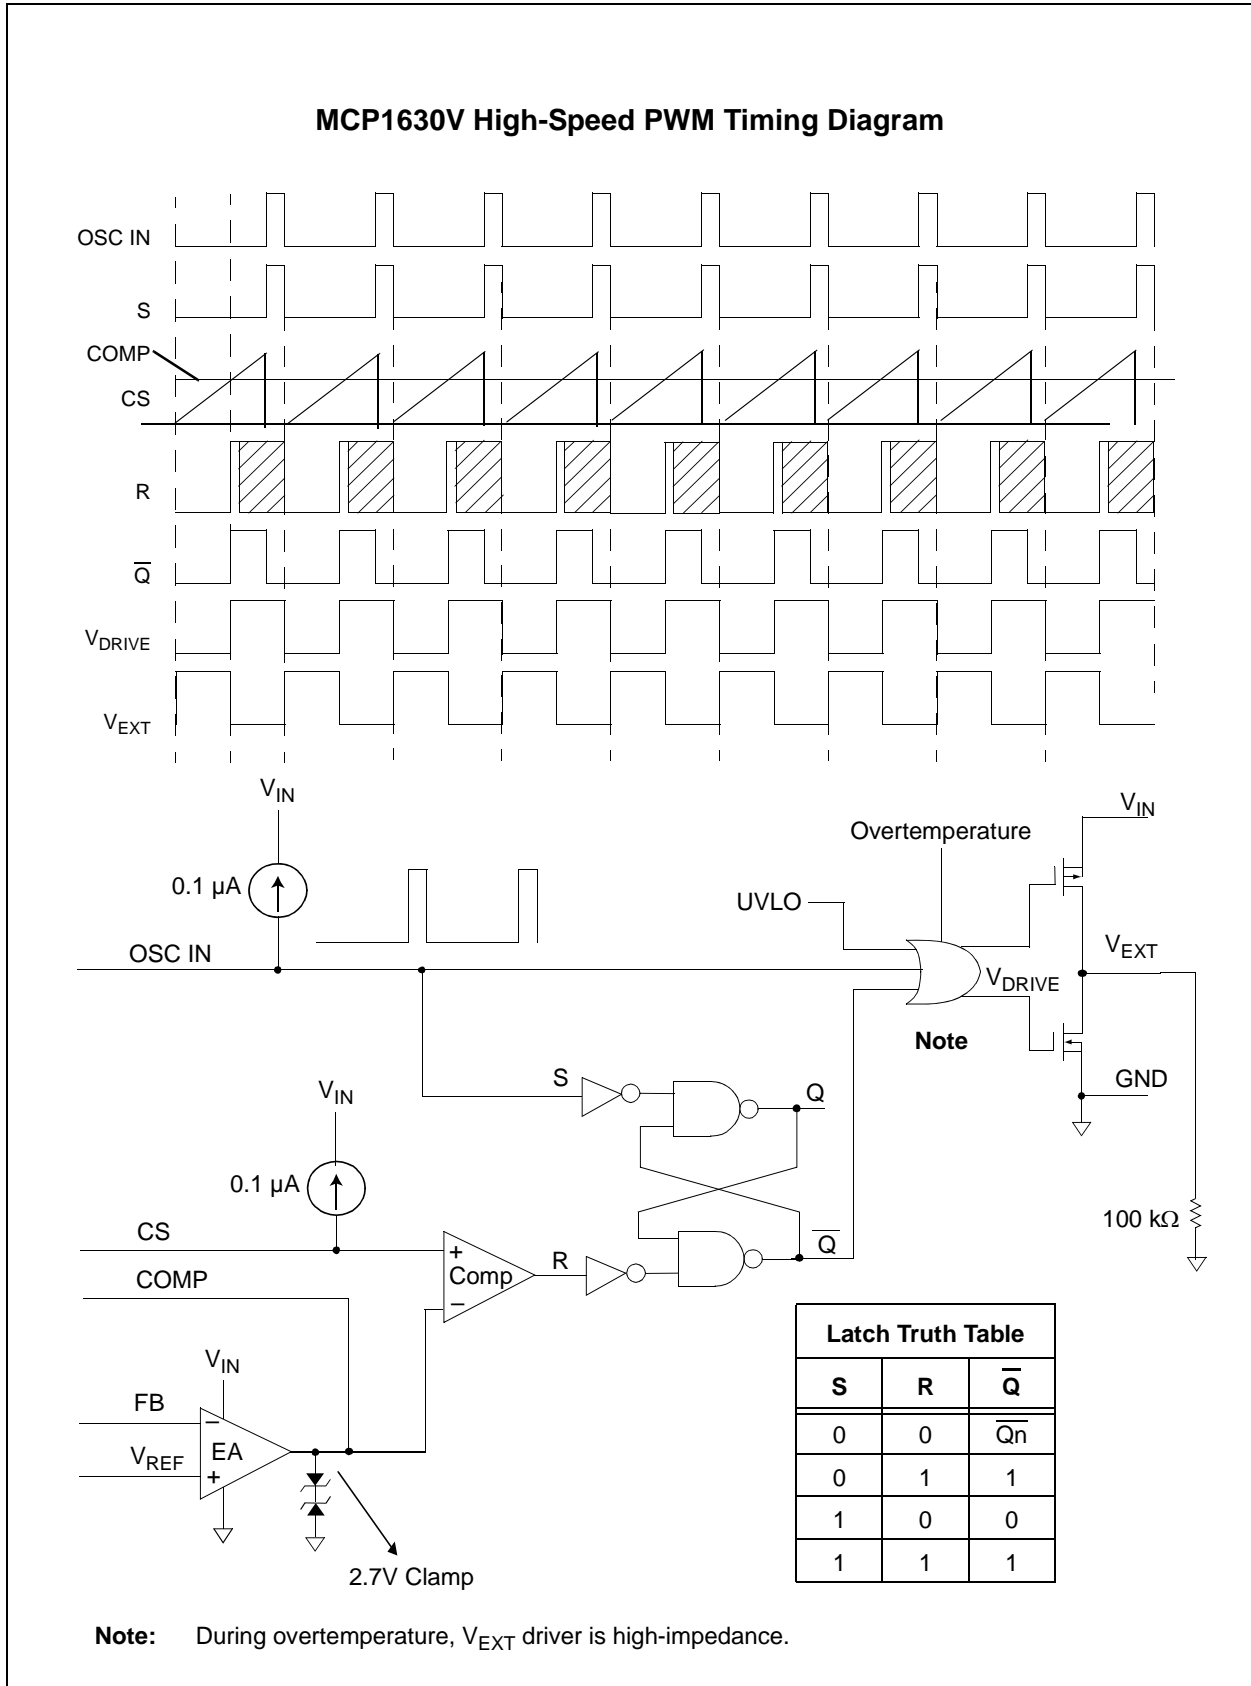 MCP1630V High-Speed PWM Timing Diagram
OSC IN
S
COMP
CS
R
Q̅
VDRIVE
VEXT
VIN
0.1 µA
OSC IN
Overtemperature
UVLO
VIN
VDRIVE
VEXT
Note
GND
100 kΩ
S
Q
VIN
0.1 µA
CS
COMP
+
Comp
−
R
Q̅
VIN
FB
−
EA
VREF
+
2.7V Clamp
Latch Truth Table
S R Q̅
0 0 Q̅n̅
0 1 1
1 0 0
1 1 1
Note: During overtemperature, VEXT driver is high-impedance.